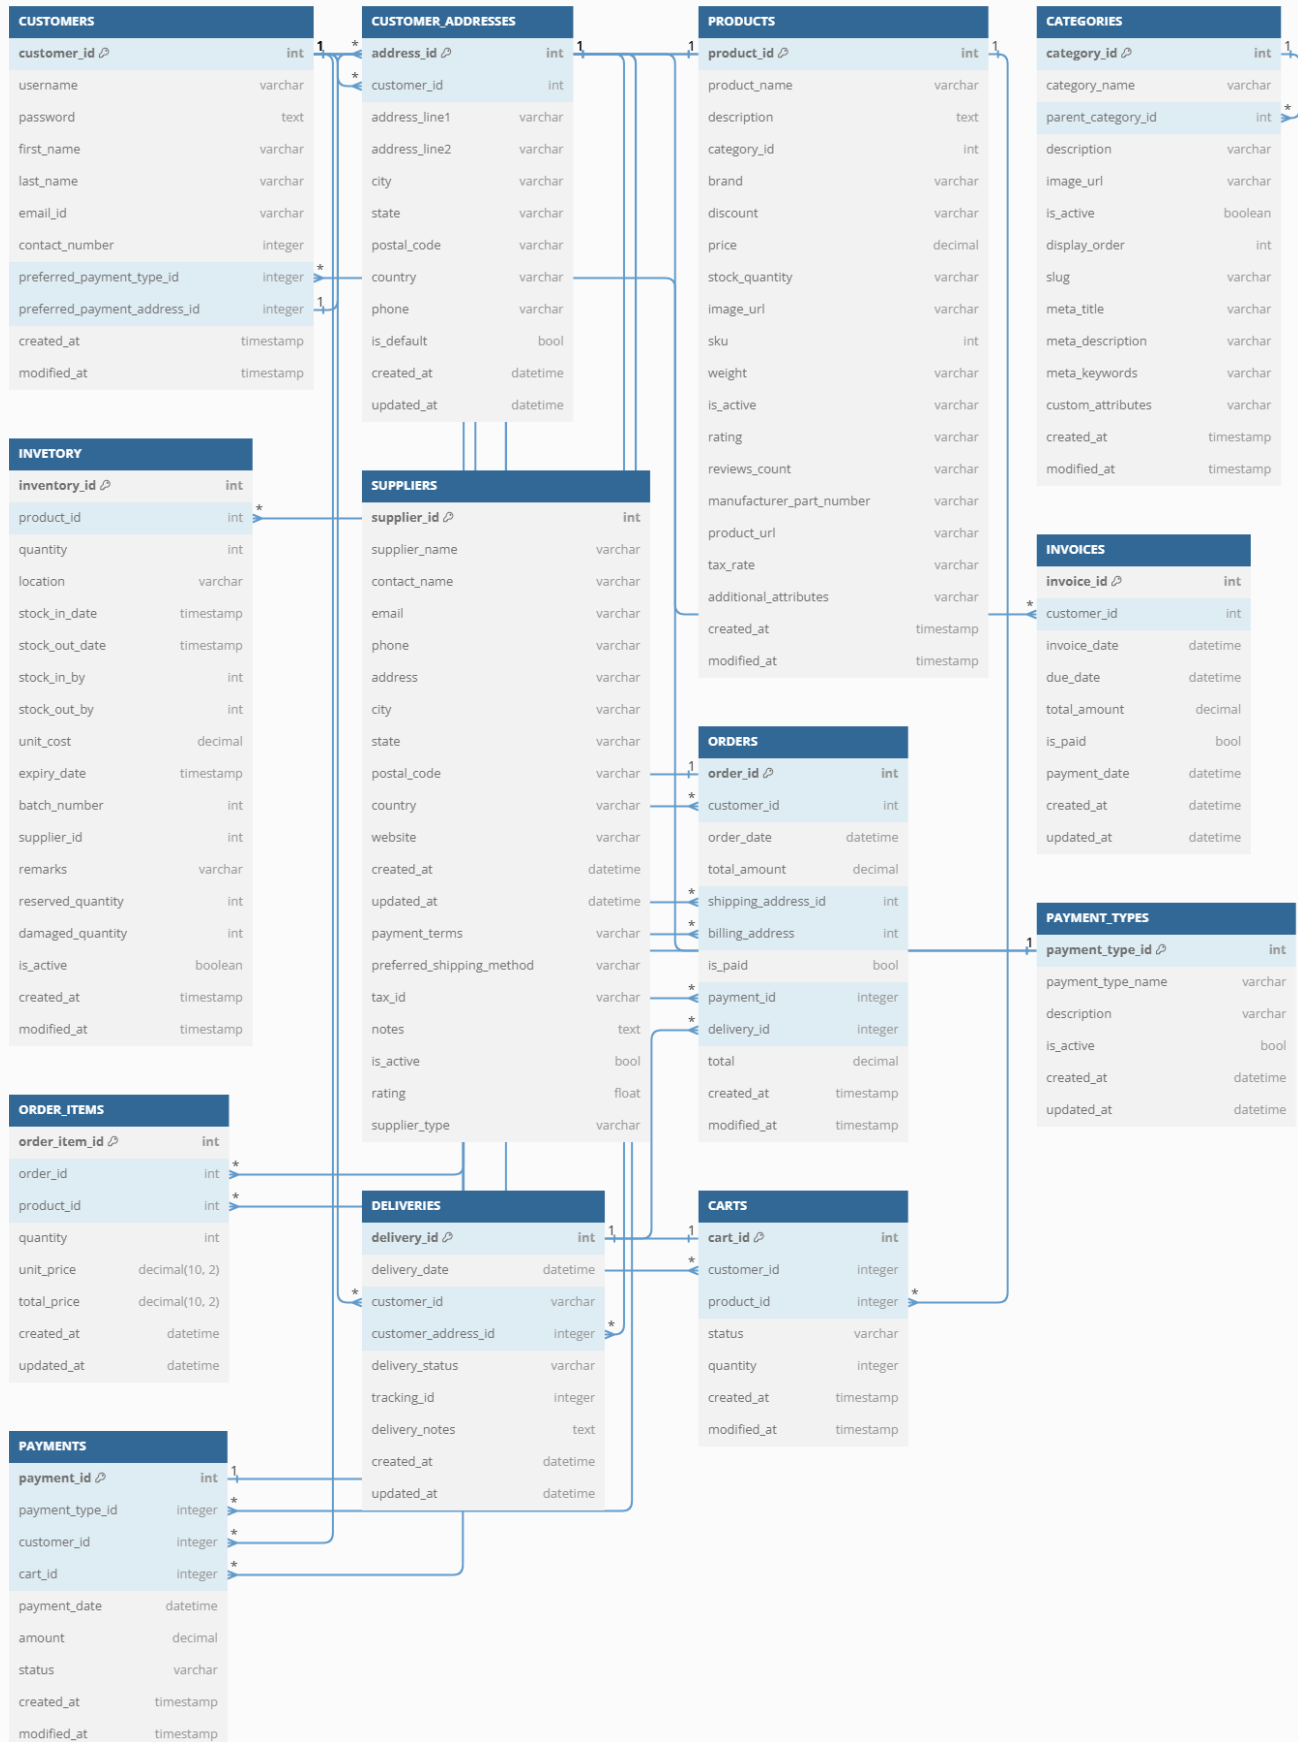 CUSTOMERS
customer_id int
username varchar
password text
first_name varchar
last_name varchar
email_id varchar
contact_number integer
preferred_payment_type_id integer
preferred_payment_address_id integer
created_at timestamp
modified_at timestamp
1
*
1
CUSTOMER_ADDRESSES
* address_id int 1
* customer_id int
address_line1 varchar
address_line2 varchar
city varchar
state varchar
postal_code varchar
country varchar
phone varchar
is_default bool
created_at datetime
updated_at datetime
PRODUCTS
1 product_id int 1
product_name varchar
description text
category_id int
brand varchar
discount varchar
price decimal
stock_quantity varchar
image_url varchar
sku int
weight varchar
is_active varchar
rating varchar
reviews_count varchar
manufacturer_part_number varchar
product_url varchar
tax_rate varchar
additional_attributes varchar
created_at timestamp
modified_at timestamp
CATEGORIES
category_id int 1
category_name varchar
parent_category_id int *
description varchar
image_url varchar
is_active boolean
display_order int
slug varchar
meta_title varchar
meta_description varchar
meta_keywords varchar
custom_attributes varchar
created_at timestamp
modified_at timestamp
INVETORY
inventory_id int
product_id int *
quantity int
location varchar
stock_in_date timestamp
stock_out_date timestamp
stock_in_by int
stock_out_by int
unit_cost decimal
expiry_date timestamp
batch_number int
supplier_id int
remarks varchar
reserved_quantity int
damaged_quantity int
is_active boolean
created_at timestamp
modified_at timestamp
SUPPLIERS
supplier_id int
supplier_name varchar
contact_name varchar
email varchar
phone varchar
address varchar
city varchar
state varchar
postal_code varchar
country varchar
website varchar
created_at datetime
updated_at datetime
payment_terms varchar
preferred_shipping_method varchar
tax_id varchar
notes text
is_active bool
rating float
supplier_type varchar
INVOICES
invoice_id int
* customer_id int
invoice_date datetime
due_date datetime
total_amount decimal
is_paid bool
payment_date datetime
created_at datetime
updated_at datetime
ORDERS
1 order_id int
* customer_id int
order_date datetime
total_amount decimal
* shipping_address_id int
* billing_address int
is_paid bool
* payment_id integer
* delivery_id integer
total decimal
created_at timestamp
modified_at timestamp
PAYMENT_TYPES
1 payment_type_id int
payment_type_name varchar
description varchar
is_active bool
created_at datetime
updated_at datetime
ORDER_ITEMS
order_item_id int
order_id int *
product_id int *
quantity int
unit_price decimal(10, 2)
total_price decimal(10, 2)
created_at datetime
updated_at datetime
DELIVERIES
delivery_id int 1
delivery_date datetime
* customer_id varchar
customer_address_id integer *
delivery_status varchar
tracking_id integer
delivery_notes text
created_at datetime
updated_at datetime
CARTS
1 cart_id int
* customer_id integer
product_id integer *
status varchar
quantity integer
created_at timestamp
modified_at timestamp
PAYMENTS
payment_id int 1
payment_type_id integer *
customer_id integer *
cart_id integer *
payment_date datetime
amount decimal
status varchar
created_at timestamp
modified_at timestamp